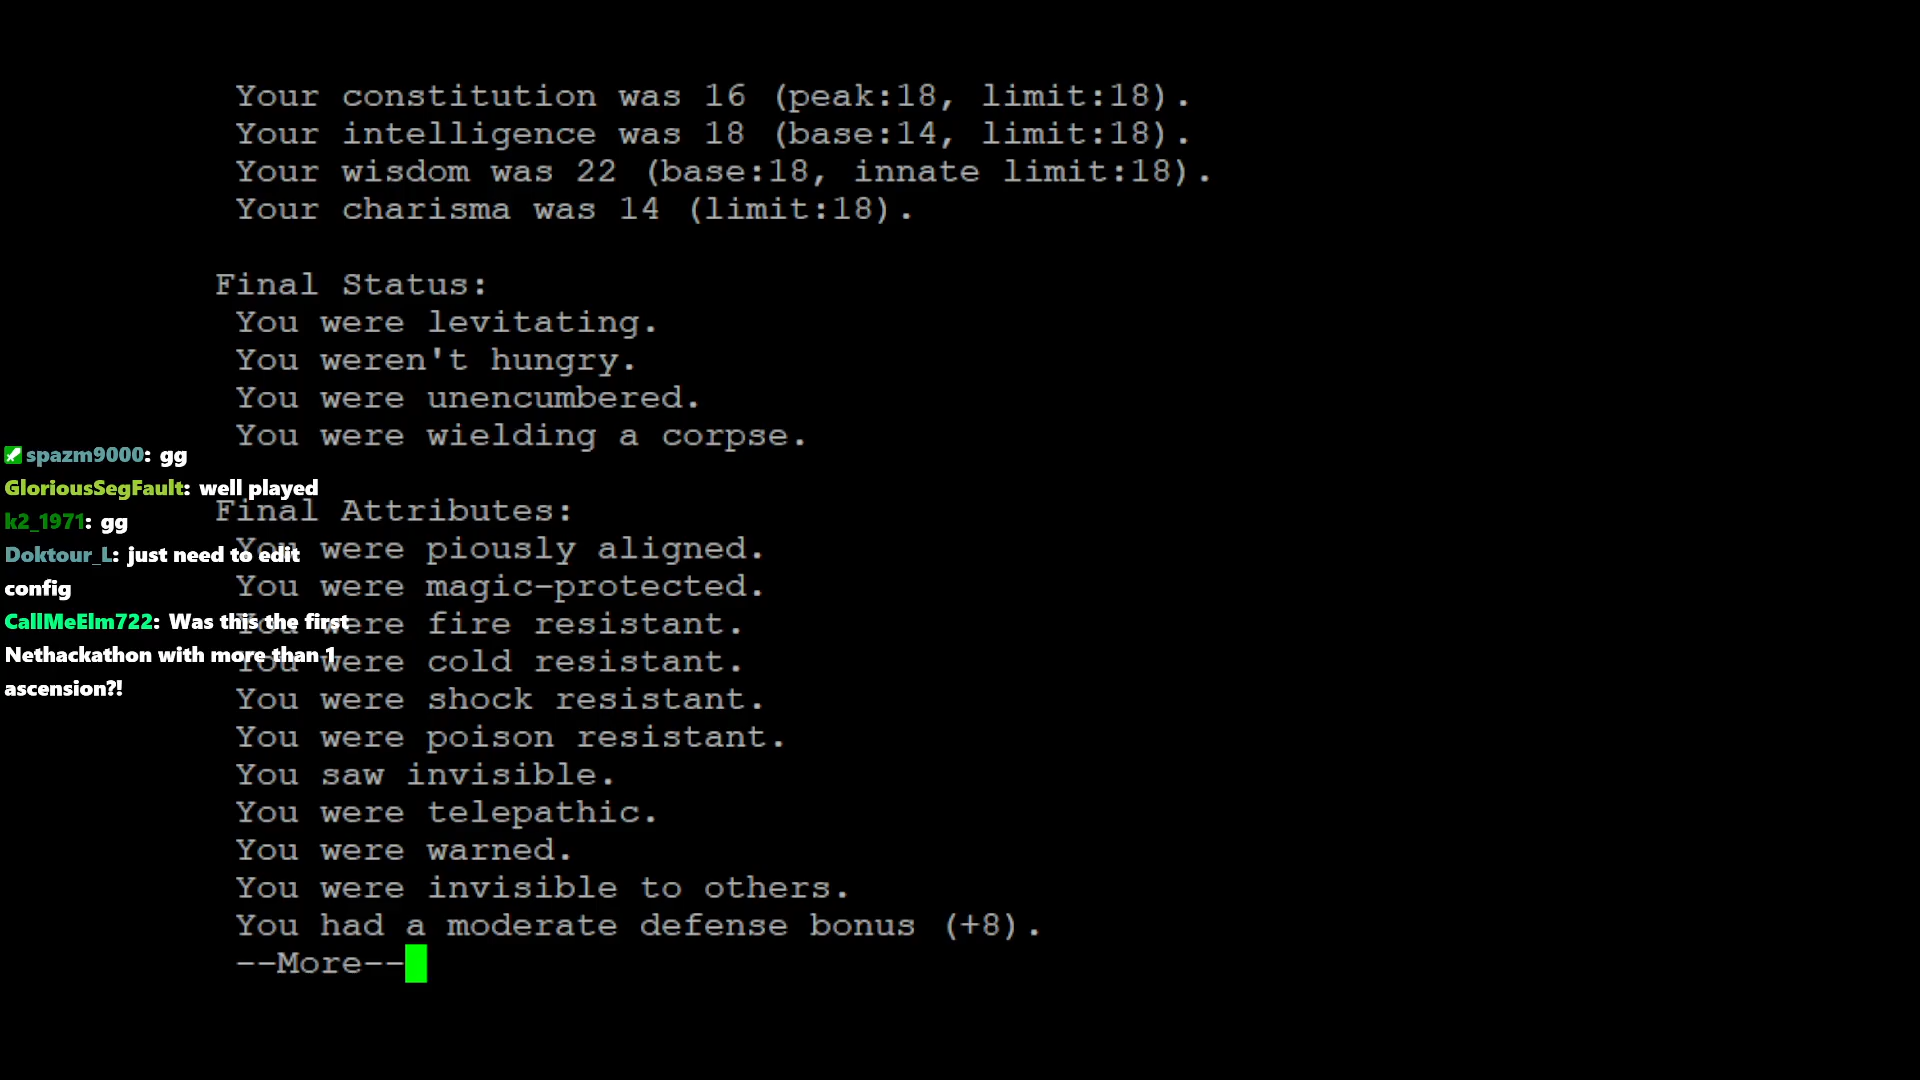 Your constitution was 16 (peak:18, limit:18).
Your intelligence was 18 (base:14, limit:18).
Your wisdom was 22 (base:18, innate limit:18).
Your charisma was 14 (limit:18).
Final Status:
You were levitating.
You weren't hungry.
You were unencumbered.
You were wielding a corpse.
Final Attributes:
You were piously aligned.
You were magic-protected.
You were fire resistant.
You were cold resistant.
You were shock resistant.
You were poison resistant.
You saw invisible.
You were telepathic.
You were warned.
You were invisible to others.
You had a moderate defense bonus (+8).
--More--
spazm9000: gg
GloriousSegFault: well played
k2_1971: gg
Doktour_L: just need to edit
config
CallMeElm722: Was this the first
Nethackathon with more than 1
ascension?!